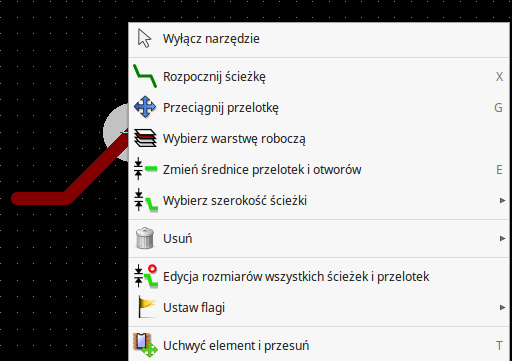 Wyłącz narzędzie
Rozpocznij ścieżkę X
Przeciągnij przelotkę G
Wybierz warstwę roboczą
Zmień średnice przelotek i otworów E
Wybierz szerokość ścieżki
Usuń
Edycja rozmiarów wszystkich ścieżek i przelotek
Ustaw flagi
Uchwyć element i przesuń T